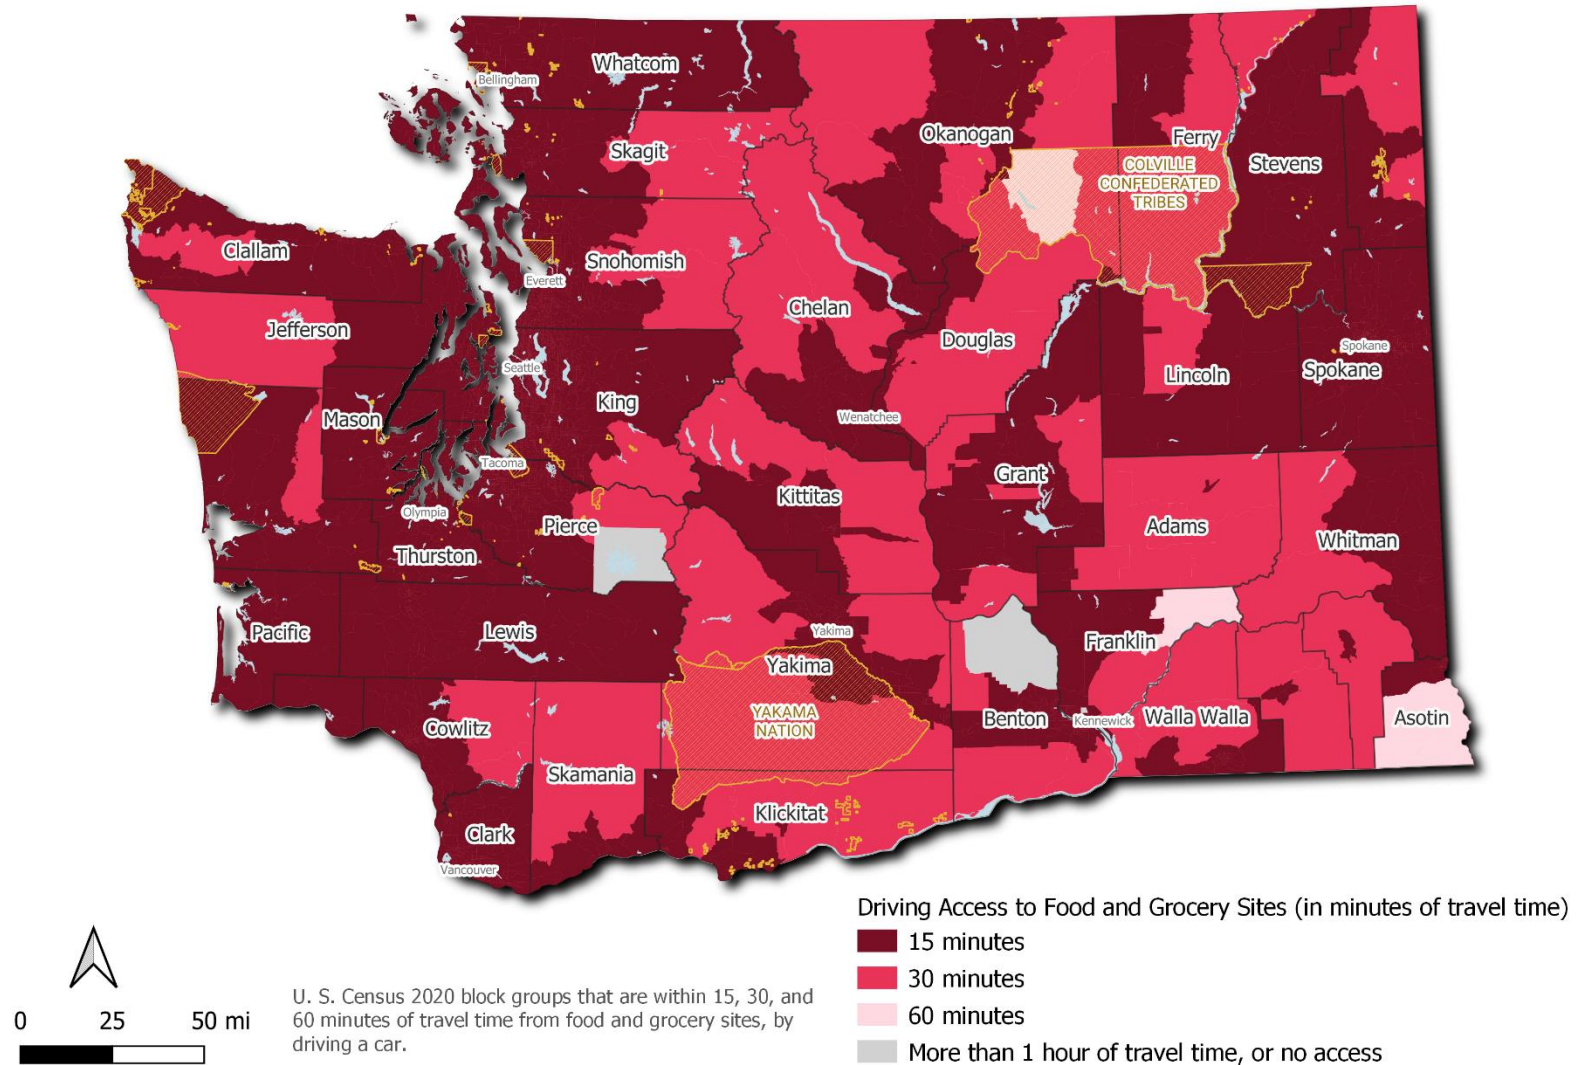 Whatcom
Bellingham
Okanogan
Ferry
Skagit
Stevens
COLVILLE
CONFEDERATED
TRIBES
Clallam
Snohomish
Everett
Chelan
Jefferson
Douglas
Seattle
Spokane
Spokane
Lincoln
King
Mason
Wenatchee
Tacoma
Grant
Kittitas
Olympia
Pierce
Adams
Whitman
Thurston
Pacific
Lewis
Yakima
Franklin
Yakima
YAKAMA
NATION
Benton
Kennewick
Walla Walla
Asotin
Cowlitz
Skamania
Klickitat
Clark
Vancouver
Driving Access to Food and Grocery Sites (in minutes of travel time)
15 minutes
30 minutes
60 minutes
More than 1 hour of travel time, or no access
0 25 50 mi
U. S. Census 2020 block groups that are within 15, 30, and
60 minutes of travel time from food and grocery sites, by
driving a car.